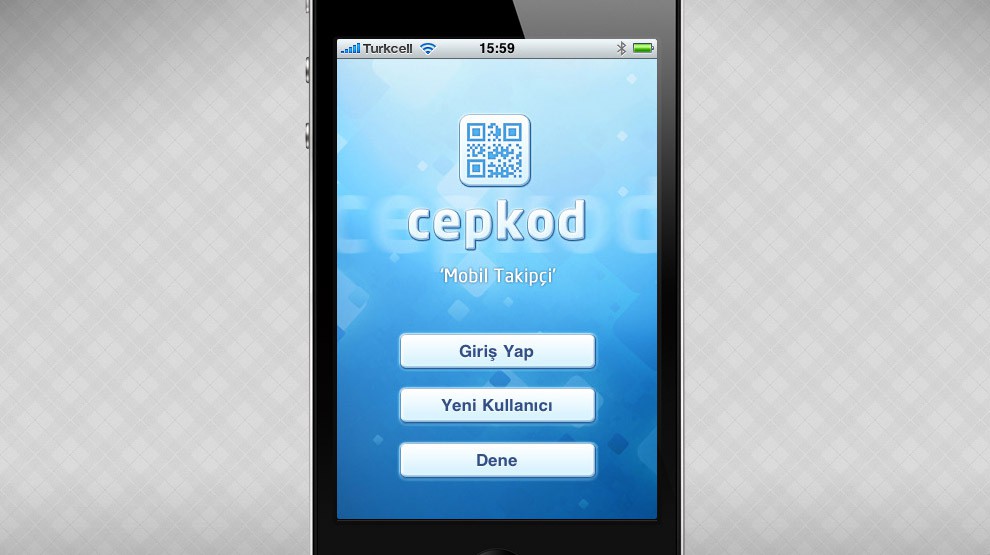 Turkcell 15:59
cepkod
'Mobil Takipçi'
Giriş Yap
Yeni Kullanıcı
Dene